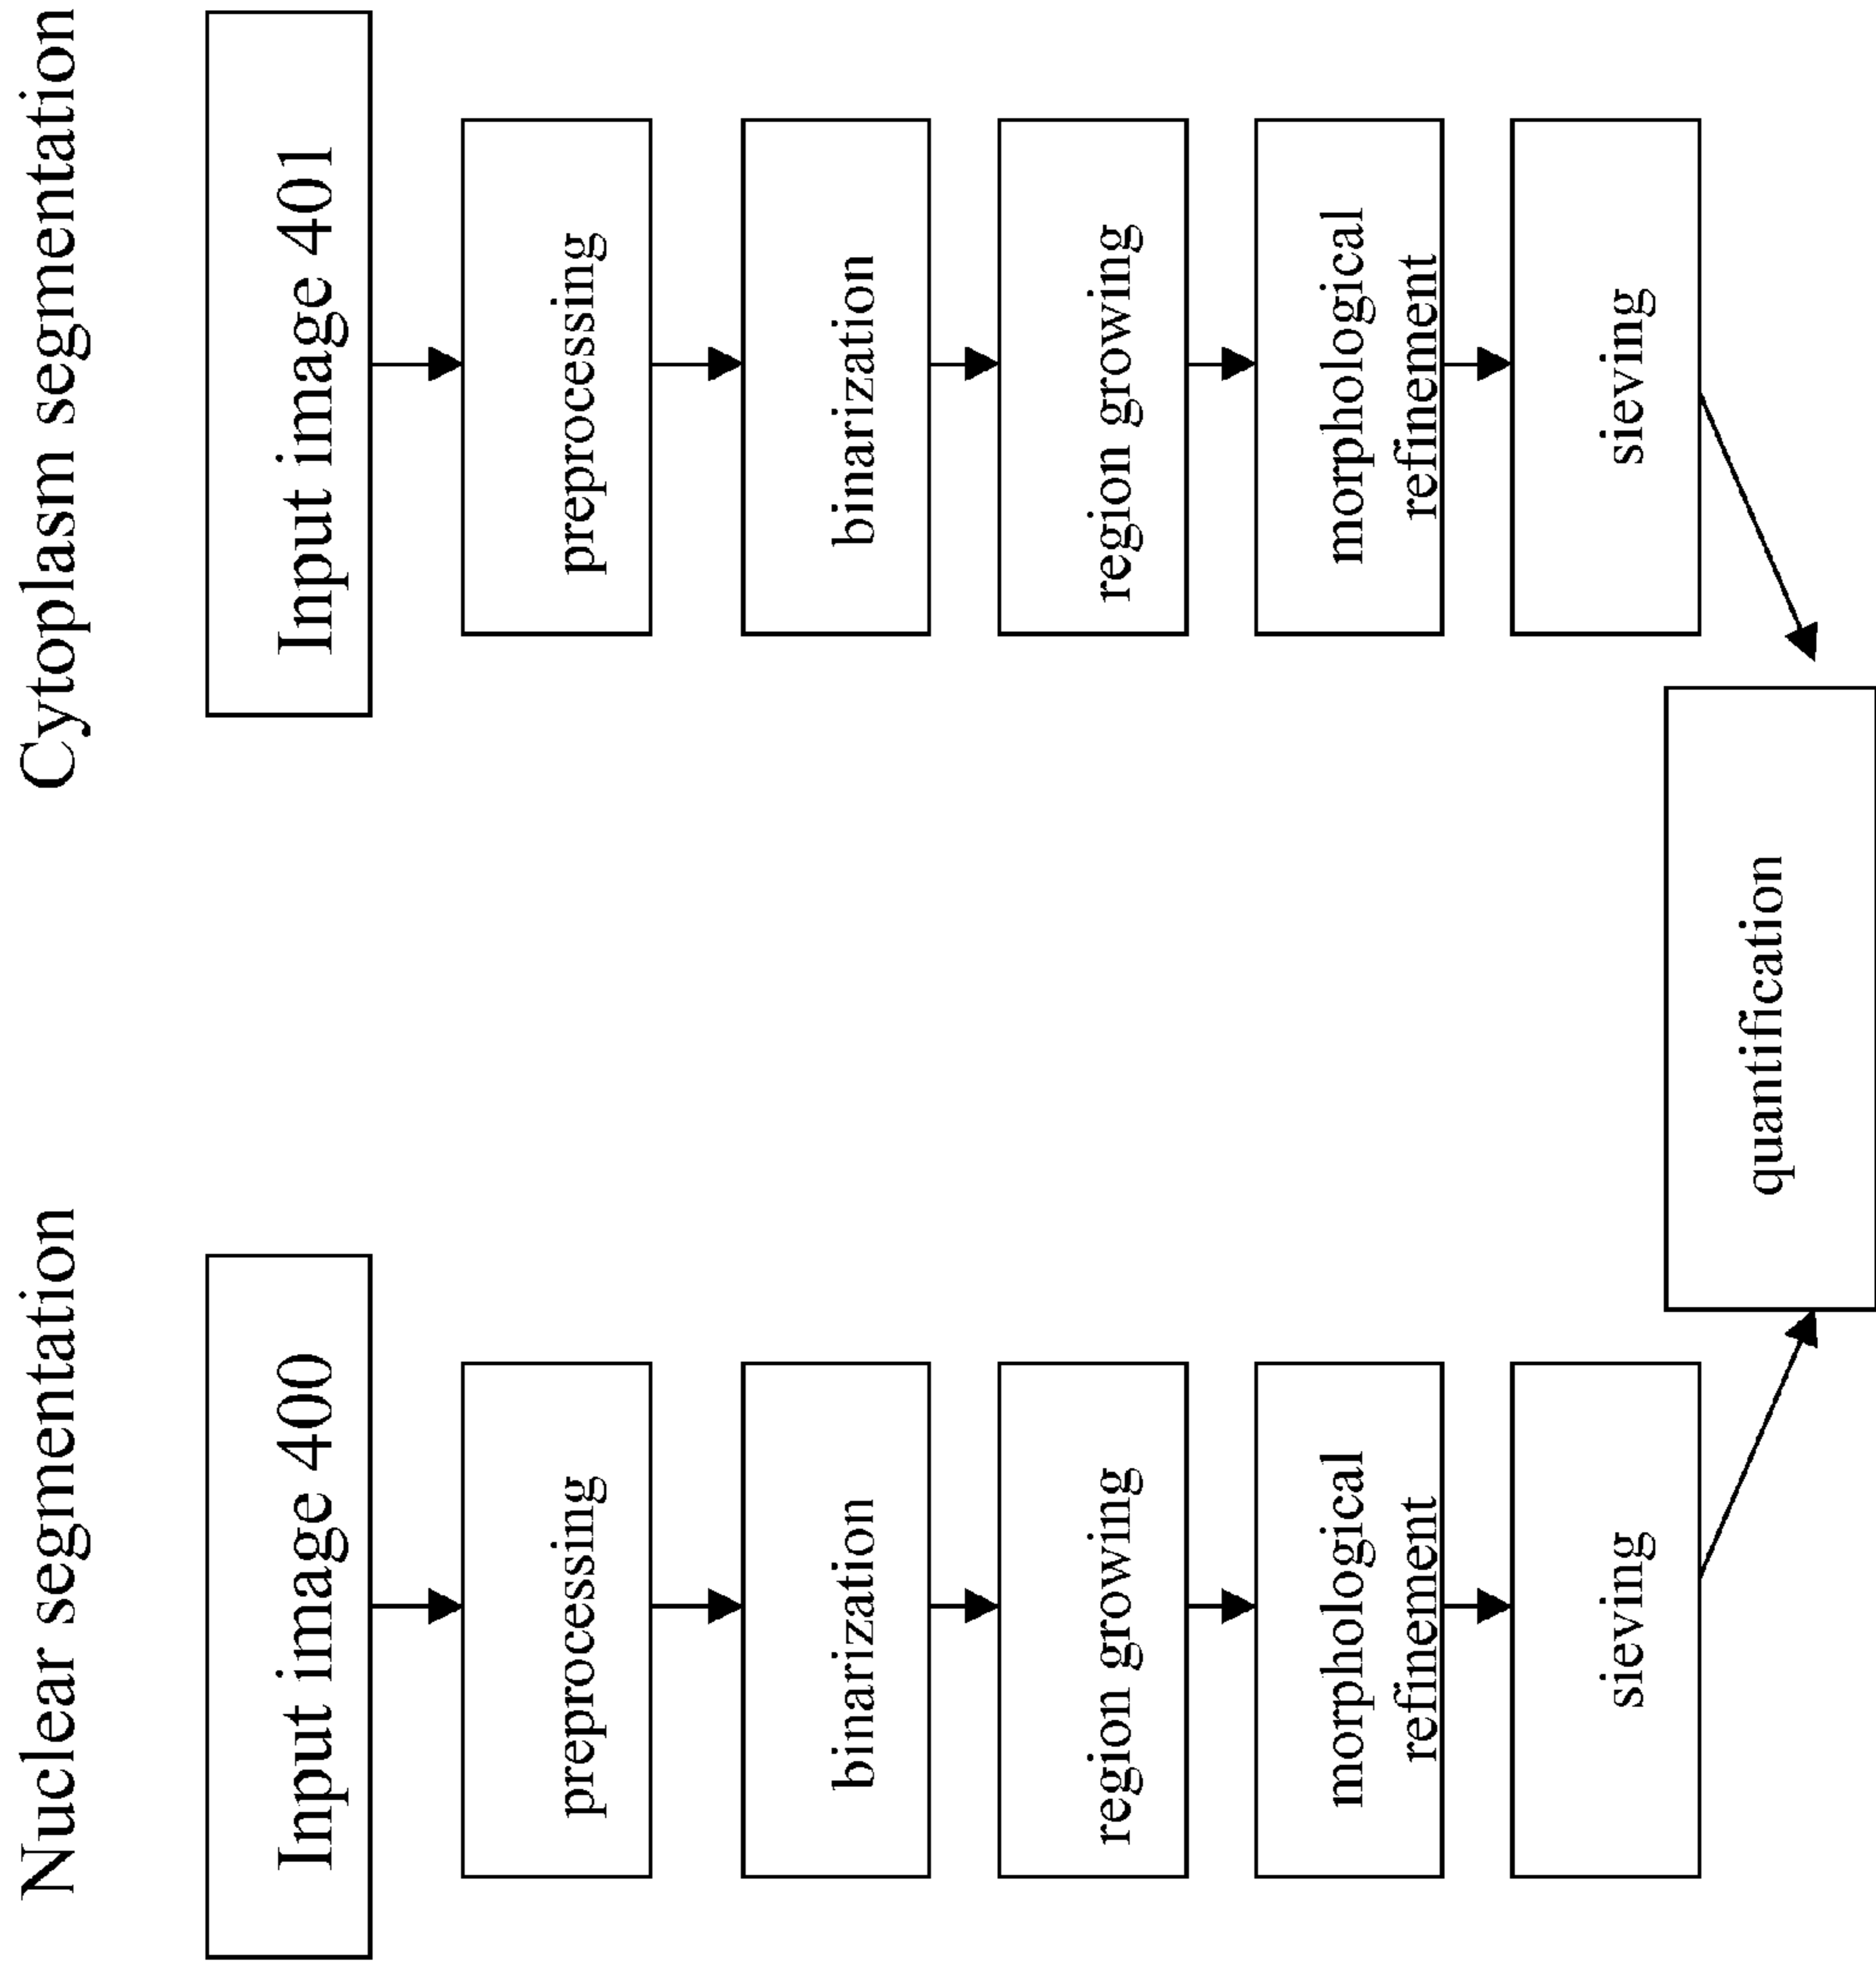 Nuclear segmentation
Input image 400
preprocessing
binarization
region growing
morphological
refinement
sieving
Cytoplasm segmentation
Input image 401
preprocessing
binarization
region growing
morphological
refinement
sieving
quantification